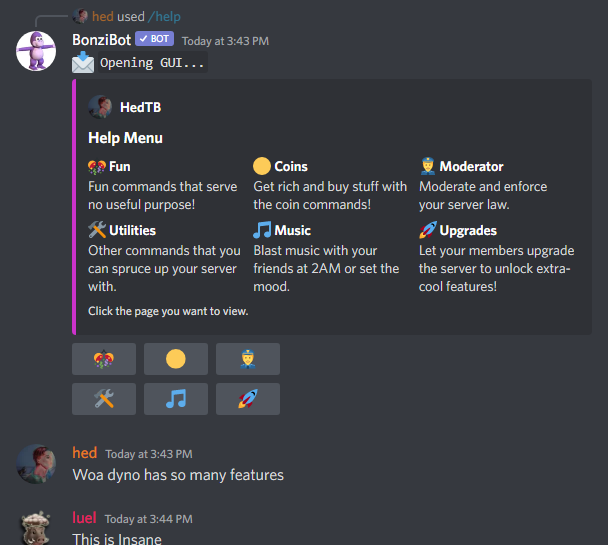 hed used /help
BonziBot ✓ BOT Today at 3:43 PM
Opening GUI...
HedTB
Help Menu
Fun
Fun commands that serve
no useful purpose!
Coins
Get rich and buy stuff with
the coin commands!
Moderator
Moderate and enforce
your server law.
Utilities
Other commands that you
can spruce up your server
with.
Music
Blast music with your
friends at 2AM or set the
mood.
Upgrades
Let your members upgrade
the server to unlock extra-
cool features!
Click the page you want to view.
hed Today at 3:43 PM
Woa dyno has so many features
luel Today at 3:44 PM
This is Insane